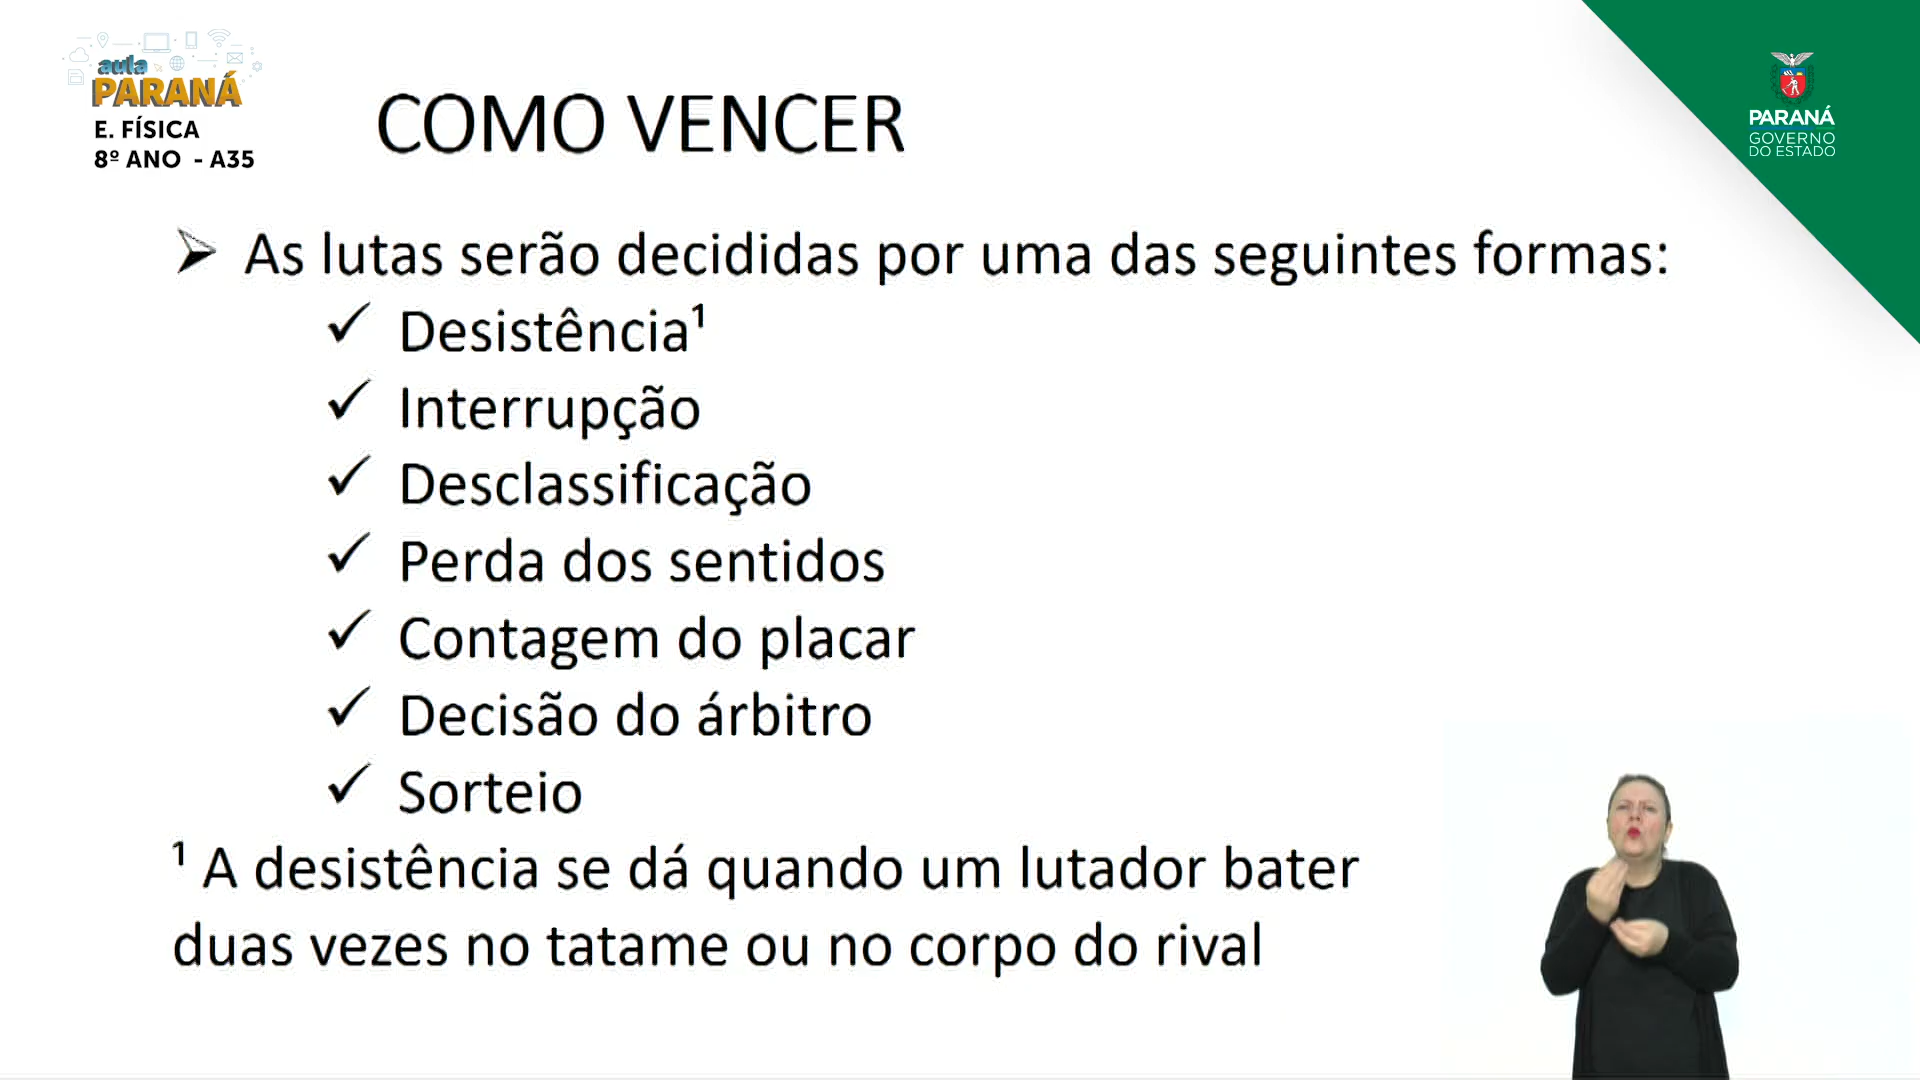 aula
PARANÁ
E. FÍSICA
8º ANO - A35
COMO VENCER
PARANÁ
GOVERNO
DO ESTADO
➢ As lutas serão decididas por uma das seguintes formas:
✓ Desistência¹
✓ Interrupção
✓ Desclassificação
✓ Perda dos sentidos
✓ Contagem do placar
✓ Decisão do árbitro
✓ Sorteio
¹ A desistência se dá quando um lutador bater
duas vezes no tatame ou no corpo do rival